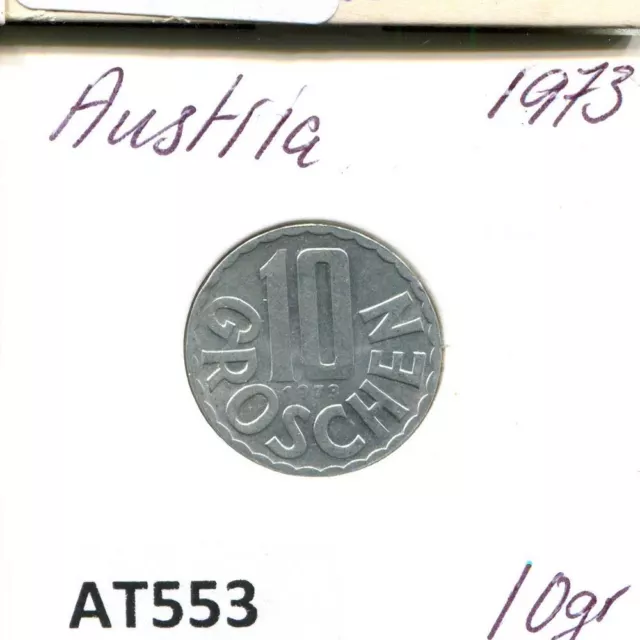 Austria 1973
10
1973
GROSCHEN
AT553
10gr